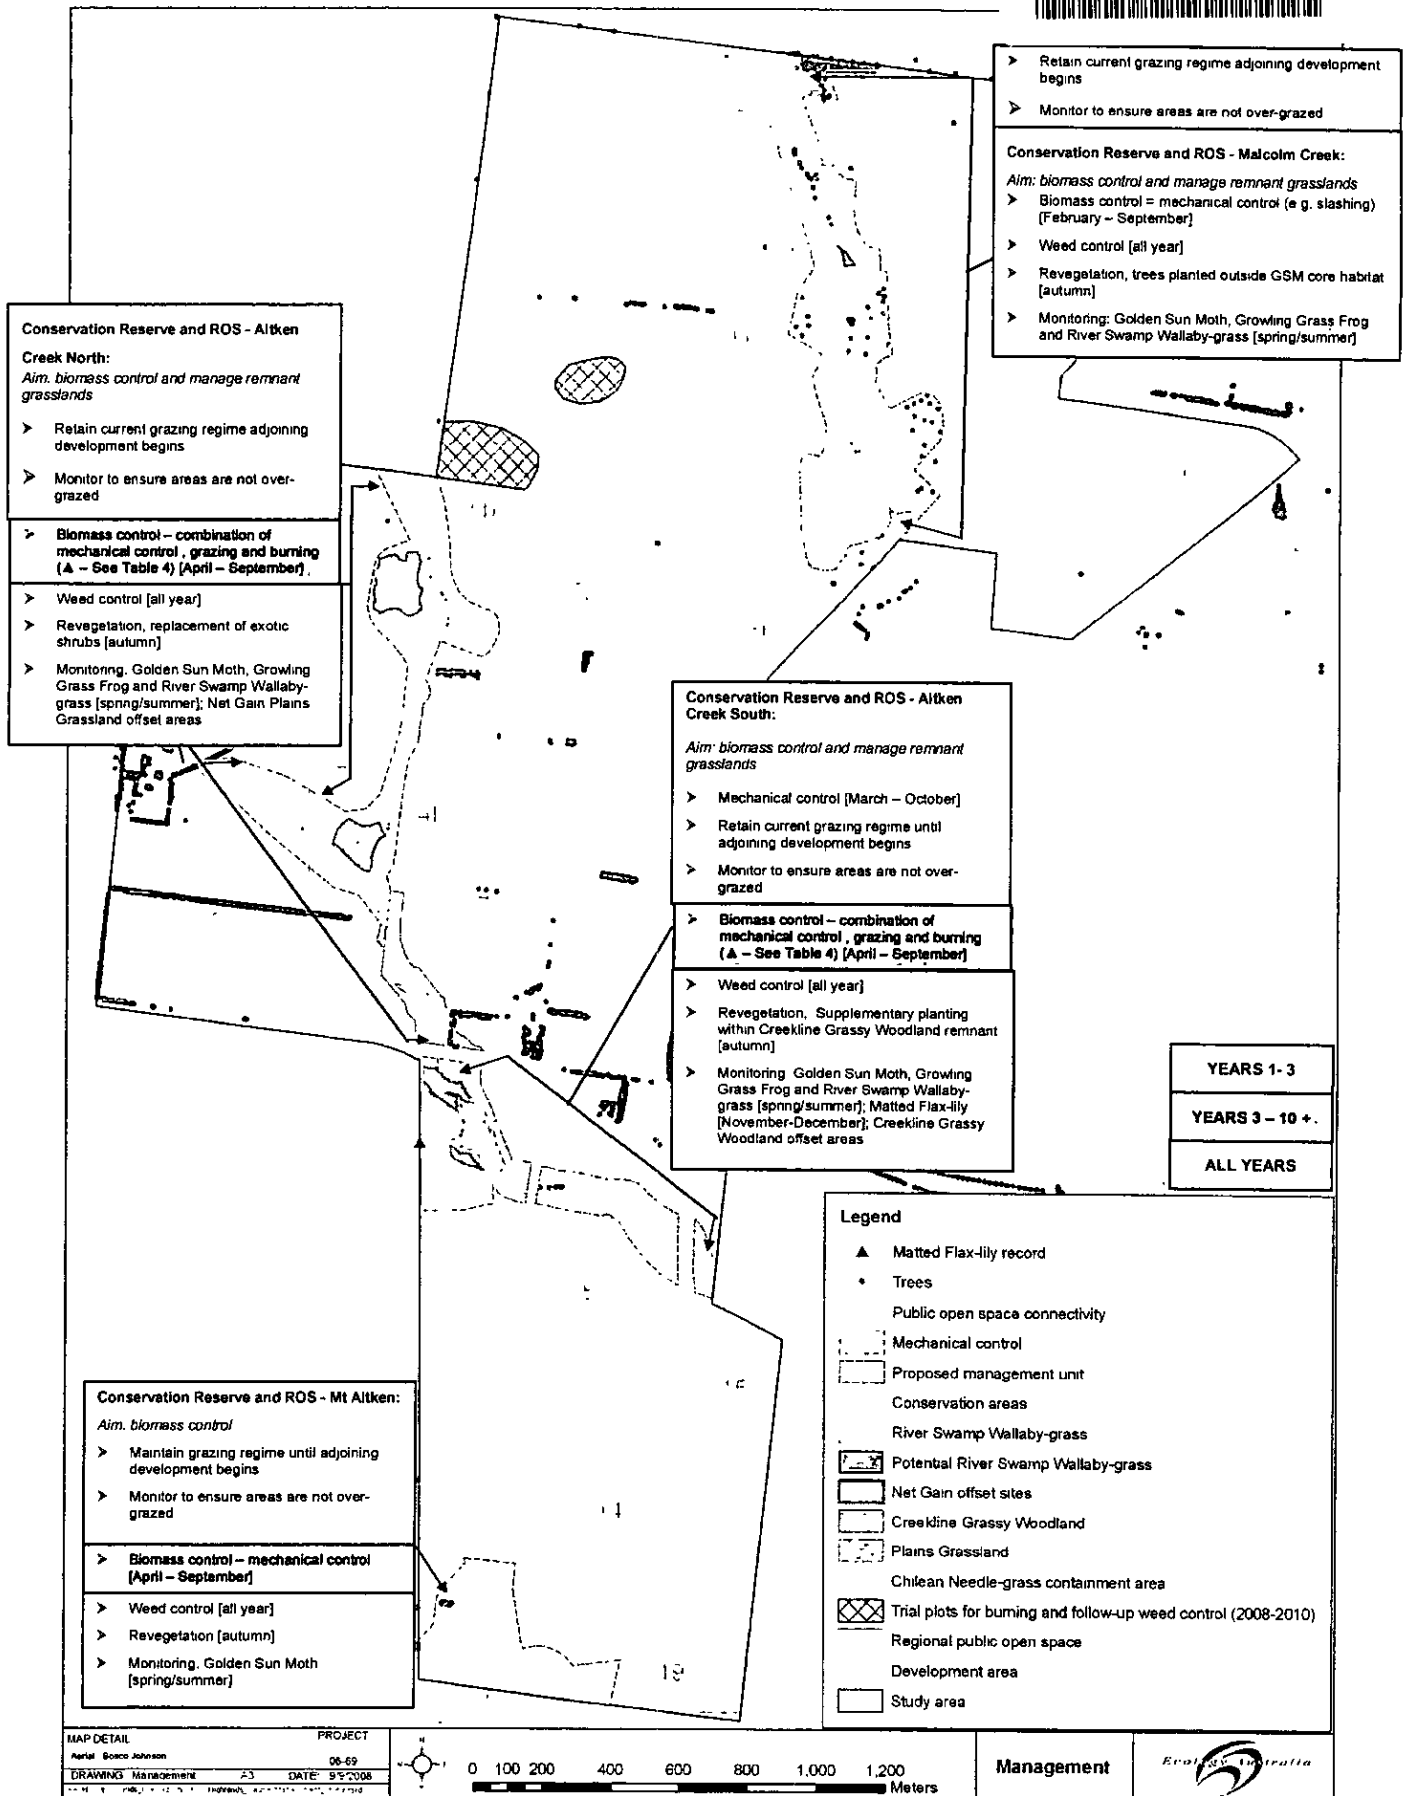 ➢ Retain current grazing regime adjoining development
begins
➢ Monitor to ensure areas are not over-grazed
Conservation Reserve and ROS - Malcolm Creek:
Aim: biomass control and manage remnant grasslands
➢ Biomass control = mechanical control (e g. slashing)
[February – September]
➢ Weed control [all year]
➢ Revegetation, trees planted outside GSM core habitat
[autumn]
➢ Monitoring: Golden Sun Moth, Growling Grass Frog
and River Swamp Wallaby-grass [spring/summer]
Conservation Reserve and ROS - Aitken
Creek North:
Aim. biomass control and manage remnant
grasslands
➢ Retain current grazing regime adjoining
development begins
➢ Monitor to ensure areas are not over-
grazed
➢ Biomass control – combination of
mechanical control , grazing and burning
(▲ – See Table 4) [April – September] .
➢ Weed control [all year]
➢ Revegetation, replacement of exotic
shrubs [autumn]
➢ Monitoring. Golden Sun Moth, Growling
Grass Frog and River Swamp Wallaby-
grass [spring/summer]; Net Gain Plains
Grassland offset areas
Conservation Reserve and ROS - Aitken
Creek South:
Aim: biomass control and manage remnant
grasslands
➢ Mechanical control [March – October]
➢ Retain current grazing regime until
adjoining development begins
➢ Monitor to ensure areas are not over-
grazed
➢ Biomass control – combination of
mechanical control , grazing and burning
(▲ – See Table 4) [April – September]
➢ Weed control [all year]
➢ Revegetation, Supplementary planting
within Creekline Grassy Woodland remnant
[autumn]
➢ Monitoring Golden Sun Moth, Growling
Grass Frog and River Swamp Wallaby-
grass [spring/summer]; Matted Flax-lily
[November-December]; Creekline Grassy
Woodland offset areas
YEARS 1- 3
YEARS 3 – 10 + .
ALL YEARS
Conservation Reserve and ROS - Mt Aitken:
Aim. biomass control
➢ Maintain grazing regime until adjoining
development begins
➢ Monitor to ensure areas are not over-
grazed
➢ Biomass control – mechanical control
[April – September]
➢ Weed control [all year]
➢ Revegetation [autumn]
➢ Monitoring. Golden Sun Moth
[spring/summer]
Legend
Matted Flax-lily record
Trees
Public open space connectivity
Mechanical control
Proposed management unit
Conservation areas
River Swamp Wallaby-grass
Potential River Swamp Wallaby-grass
Net Gain offset sites
Creekline Grassy Woodland
Plains Grassland
Chilean Needle-grass containment area
Trial plots for burning and follow-up weed control (2008-2010)
Regional public open space
Development area
Study area
MAP DETAIL PROJECT
Aerial Bosco Johnson 06-69
DRAWING Management A3 DATE: 9/9/2008
0 100 200 400 600 800 1,000 1,200
Meters
Management
Ecology Australia